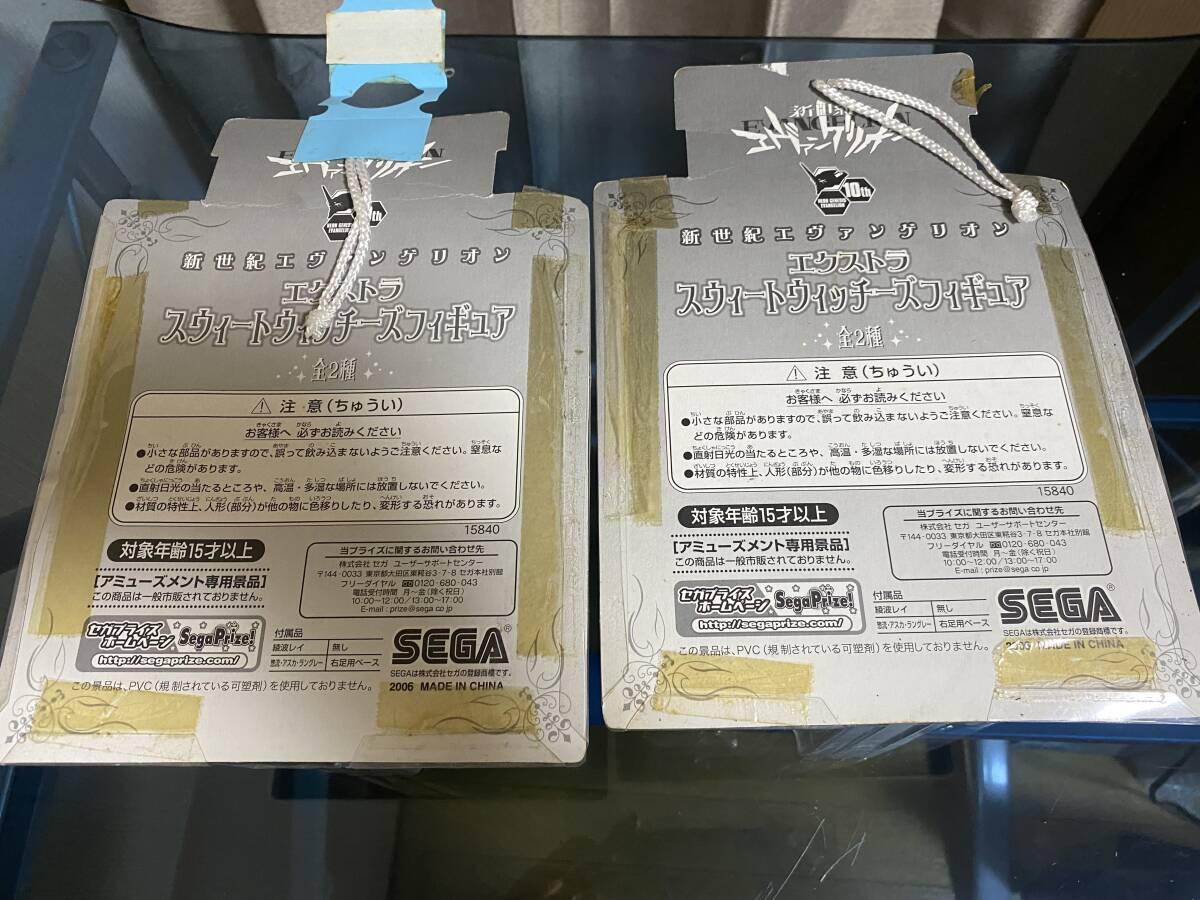 新世紀エヴァンゲリオン
エクストラ
スウィートウィッチーズフィギュア
全2種
⚠ 注 意(ちゅうい)
お客様へ 必ずお読みください
●小さな部品がありますので、誤って飲み込まないようご注意ください。窒息な
どの危険があります。
●直射日光の当たるところや、高温・多湿な場所には放置しないでください。
●材質の特性上、人形(部分)が他の物に色移りしたり、変形する恐れがあります。
15840
対象年齢15才以上
【アミューズメント専用景品】
この商品は一般市販されておりません。
当プライズに関するお問い合わせ先
株式会社 セガ ユーザーサポートセンター
〒144-0033 東京都大田区東糀谷3-7-8 セガ本社別館
フリーダイヤル 0120-680-043
電話受付時間 月〜金(除く祝日)
10:00〜12:00/13:00〜17:00
E-mail : prize@sega.co.jp
セガプライズ
ホームページ
SegaPrize!
http://segaprize.com/
付属品
綾波レイ 無し
惣流・アスカ・ラングレー 右足用ベース
SEGA®
SEGAは株式会社セガの登録商標です。
この景品は、PVC(規制されている可塑剤)を使用しておりません。
2006 MADE IN CHINA
エヴァンゲリオン
10th
NEON GENESIS
EVANGELION
新世紀エヴァンゲリオン
エクストラ
スウィートウィッチーズフィギュア
全2種
⚠ 注 意(ちゅうい)
お客様へ 必ずお読みください
●小さな部品がありますので、誤って飲み込まないようご注意ください。窒息な
どの危険があります。
●直射日光の当たるところや、高温・多湿な場所には放置しないでください。
●材質の特性上、人形(部分)が他の物に色移りしたり、変形する恐れがあります。
15840
対象年齢15才以上
【アミューズメント専用景品】
この商品は一般市販されておりません。
当プライズに関するお問い合わせ先
株式会社 セガ ユーザーサポートセンター
〒144-0033 東京都大田区東糀谷3-7-8 セガ本社別館
フリーダイヤル 0120-680-043
電話受付時間 月〜金(除く祝日)
10:00〜12:00/13:00〜17:00
E-mail : prize@sega.co.jp
セガプライズ
ホームページ
SegaPrize!
http://segaprize.com/
付属品
綾波レイ 無し
惣流・アスカ・ラングレー 右足用ベース
SEGA®
SEGAは株式会社セガの登録商標です。
この景品は、PVC(規制されている可塑剤)を使用しておりません。
MADE IN CHINA